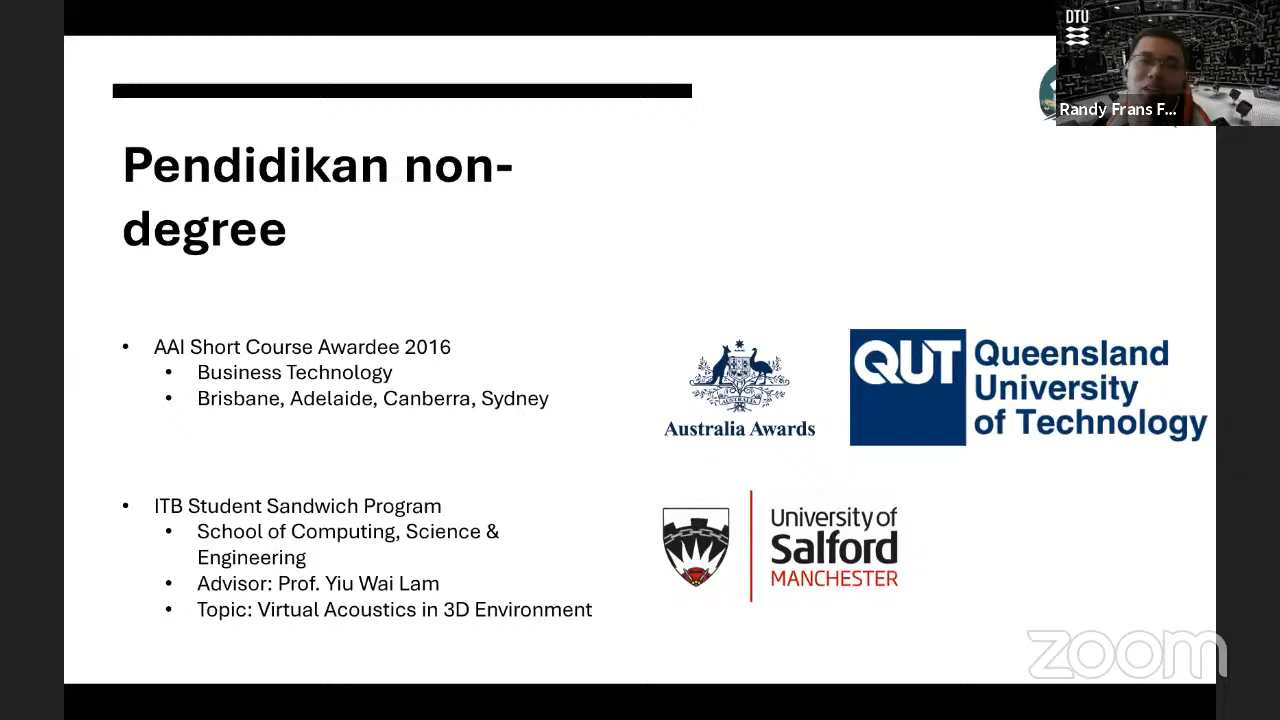 DTU
Randy Frans F...
Pendidikan non-
degree
• AAI Short Course Awardee 2016
• Business Technology
• Brisbane, Adelaide, Canberra, Sydney
AUSTRALIA
Australia Awards
QUT
Queensland
University
of Technology
• ITB Student Sandwich Program
• School of Computing, Science &
Engineering
• Advisor: Prof. Yiu Wai Lam
• Topic: Virtual Acoustics in 3D Environment
University of
Salford
MANCHESTER
zoom